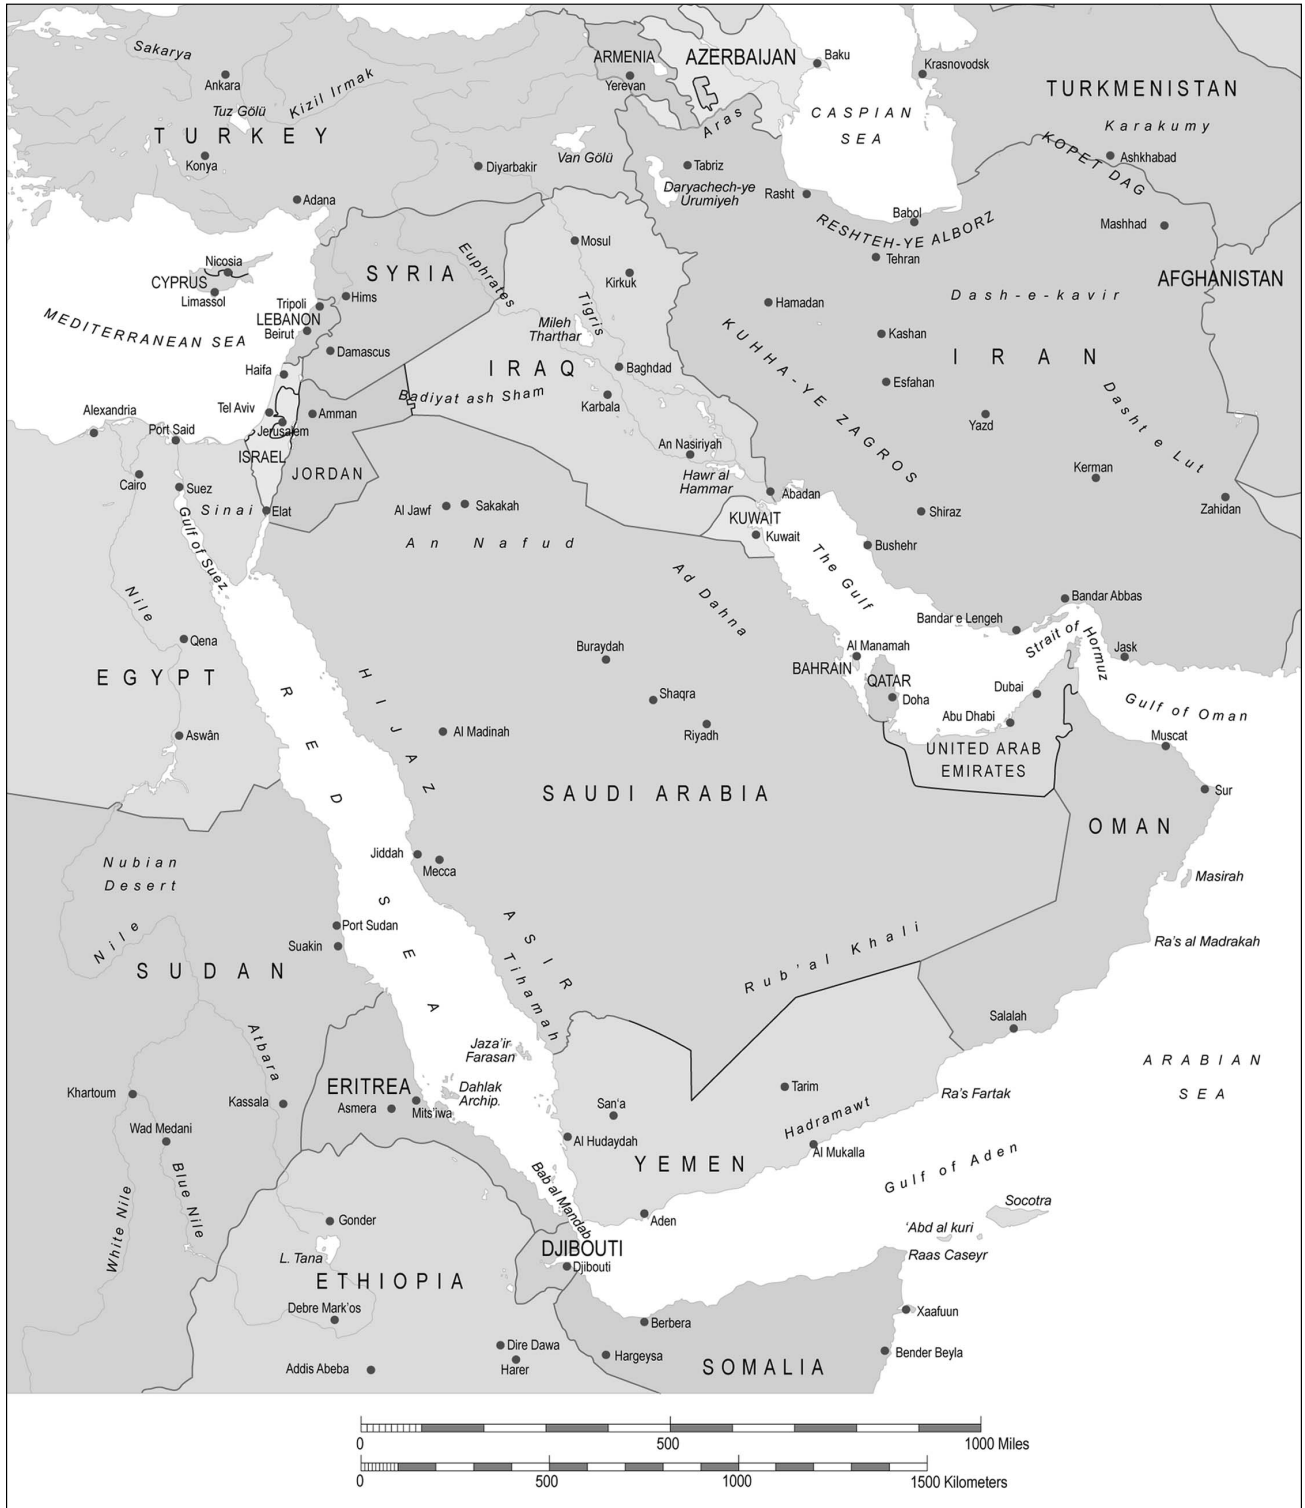 Sakarya
Ankara
Tuz Gölü
Kizil Irmak
TURKEY
Konya
Adana
Diyarbakir
Van Gölü
ARMENIA
Yerevan
AZERBAIJAN
Baku
Krasnovodsk
CASPIAN
SEA
TURKMENISTAN
Karakumy
KOPET DAG
Ashkhabad
Aras
Tabriz
Daryachech-ye
Urumiyeh
Rasht
Babol
RESHTEH-YE ALBORZ
Tehran
Mashhad
AFGHANISTAN
Nicosia
CYPRUS
Limassol
MEDITERRANEAN SEA
SYRIA
Euphrates
Mosul
Kirkuk
Tigris
Hamadan
Dash-e-kavir
Tripoli
Hims
LEBANON
Beirut
Damascus
Mileh
Tharthar
IRAQ
Baghdad
KUHHA-YE ZAGROS
Kashan
IRAN
Esfahan
Haifa
Tel Aviv
Amman
Jerusalem
Badiyat ash Sham
Karbala
Yazd
Dasht e Lut
Alexandria
Port Said
ISRAEL
JORDAN
An Nasiriyah
Hawr al
Hammar
Abadan
Kerman
Zahidan
Cairo
Suez
Sinai
Elat
Al Jawf
Sakakah
KUWAIT
Kuwait
Shiraz
Gulf of Suez
An Nafud
Bushehr
The Gulf
Ad Dahna
Nile
Qena
Bandar Abbas
Bandar e Lengeh
Strait of
Hormuz
Jask
EGYPT
Buraydah
Al Manamah
BAHRAIN
QATAR
Doha
Dubai
Abu Dhabi
Gulf of Oman
Shaqra
Riyadh
HIJAZ
Al Madinah
Aswân
RED SEA
Muscat
UNITED ARAB
EMIRATES
Sur
SAUDI ARABIA
OMAN
Nubian
Desert
Jiddah
Mecca
Masirah
Nile
Port Sudan
Suakin
ASIR
Tihamah
Rub'al Khali
Ra's al Madrakah
SUDAN
Salalah
Atbara
Jaza'ir
Farasan
ARABIAN
SEA
Khartoum
Kassala
ERITREA
Asmera
Mits'iwa
Dahlak
Archip.
San'a
Tarim
Ra's Fartak
Wad Medani
Al Hudaydah
Hadramawt
YEMEN
Al Mukalla
White Nile
Blue Nile
Bab al Mandab
Gulf of Aden
Gonder
Aden
Socotra
'Abd al kuri
L. Tana
DJIBOUTI
Djibouti
Raas Caseyr
ETHIOPIA
Debre Mark'os
Berbera
Xaafuun
Dire Dawa
Harer
Hargeysa
Bender Beyla
Addis Abeba
SOMALIA
0 500 1000 Miles
0 500 1000 1500 Kilometers